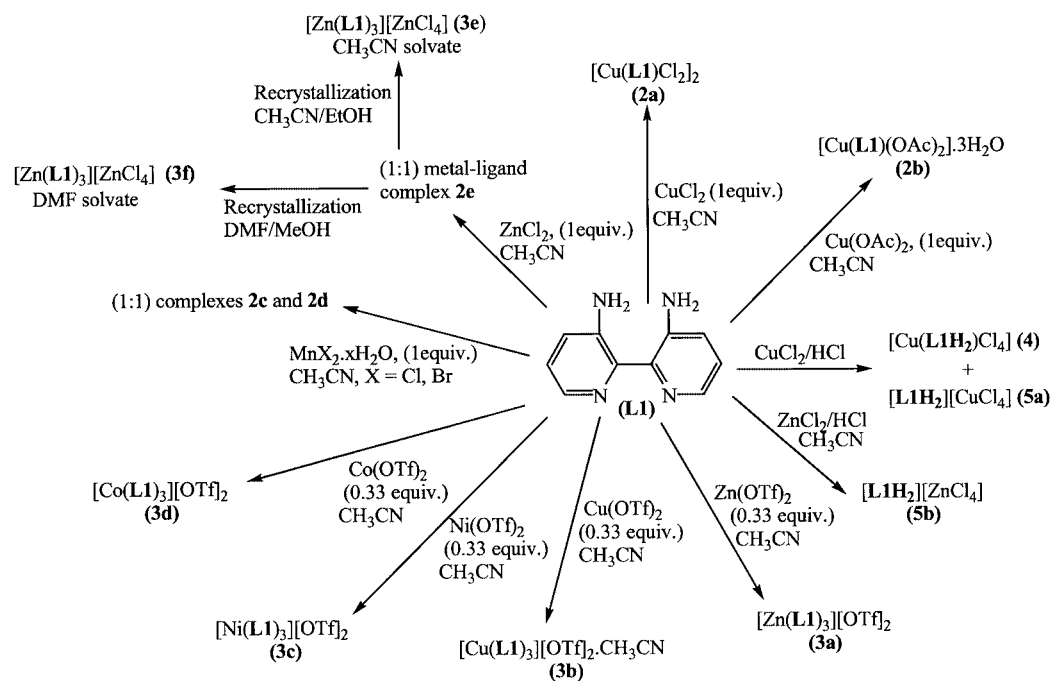 [Zn(L1)₃][ZnCl₄] (3e)
CH₃CN solvate
[Cu(L1)Cl₂]₂
(2a)
Recrystallization
CH₃CN/EtOH
[Cu(L1)(OAc)₂].3H₂O
(2b)
[Zn(L1)₃][ZnCl₄] (3f)
DMF solvate
(1:1) metal-ligand
complex 2e
Recrystallization
DMF/MeOH
CuCl₂ (1equiv.)
CH₃CN
ZnCl₂, (1equiv.)
CH₃CN
Cu(OAc)₂, (1equiv.)
CH₃CN
(1:1) complexes 2c and 2d
MnX₂.xH₂O, (1equiv.)
CH₃CN, X = Cl, Br
NH₂
NH₂
N
N
(L1)
CuCl₂/HCl
[Cu(L1H₂)Cl₄] (4)
+
[L1H₂][CuCl₄] (5a)
ZnCl₂/HCl
CH₃CN
[L1H₂][ZnCl₄]
(5b)
Co(OTf)₂
(0.33 equiv.)
CH₃CN
[Co(L1)₃][OTf]₂
(3d)
Ni(OTf)₂
(0.33 equiv.)
CH₃CN
Cu(OTf)₂
(0.33 equiv.)
CH₃CN
Zn(OTf)₂
(0.33 equiv.)
CH₃CN
[Ni(L1)₃][OTf]₂
(3c)
[Cu(L1)₃][OTf]₂.CH₃CN
(3b)
[Zn(L1)₃][OTf]₂
(3a)